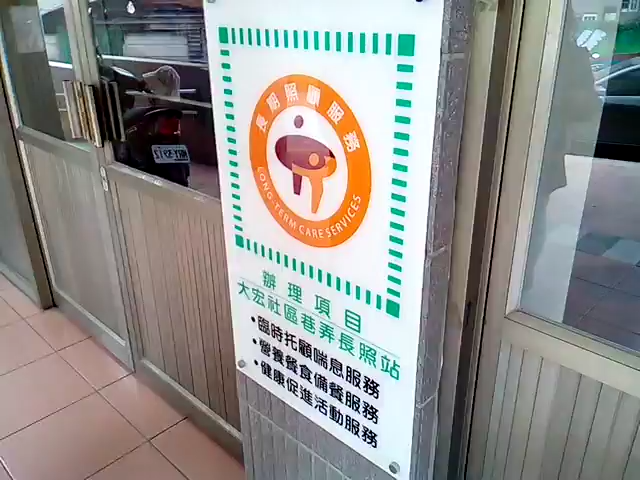 長期照顧服務
LONG-TERM CARE SERVICES
辦理項目
大宏社區巷弄長照站
•臨時托顧喘息服務
•營養餐食備餐服務
•健康促進活動服務